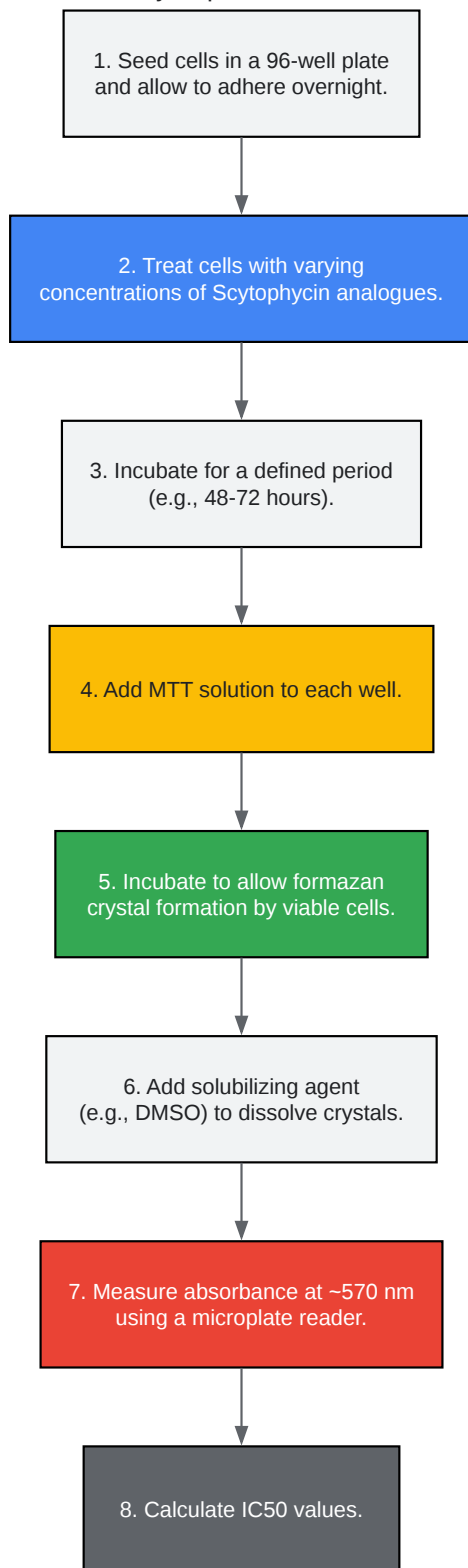 1. Seed cells in a 96-well plate
and allow to adhere overnight.
2. Treat cells with varying
concentrations of Scytophycin analogues.
3. Incubate for a defined period
(e.g., 48-72 hours).
4. Add MTT solution to each well.
5. Incubate to allow formazan
crystal formation by viable cells.
6. Add solubilizing agent
(e.g., DMSO) to dissolve crystals.
7. Measure absorbance at ~570 nm
using a microplate reader.
8. Calculate IC50 values.